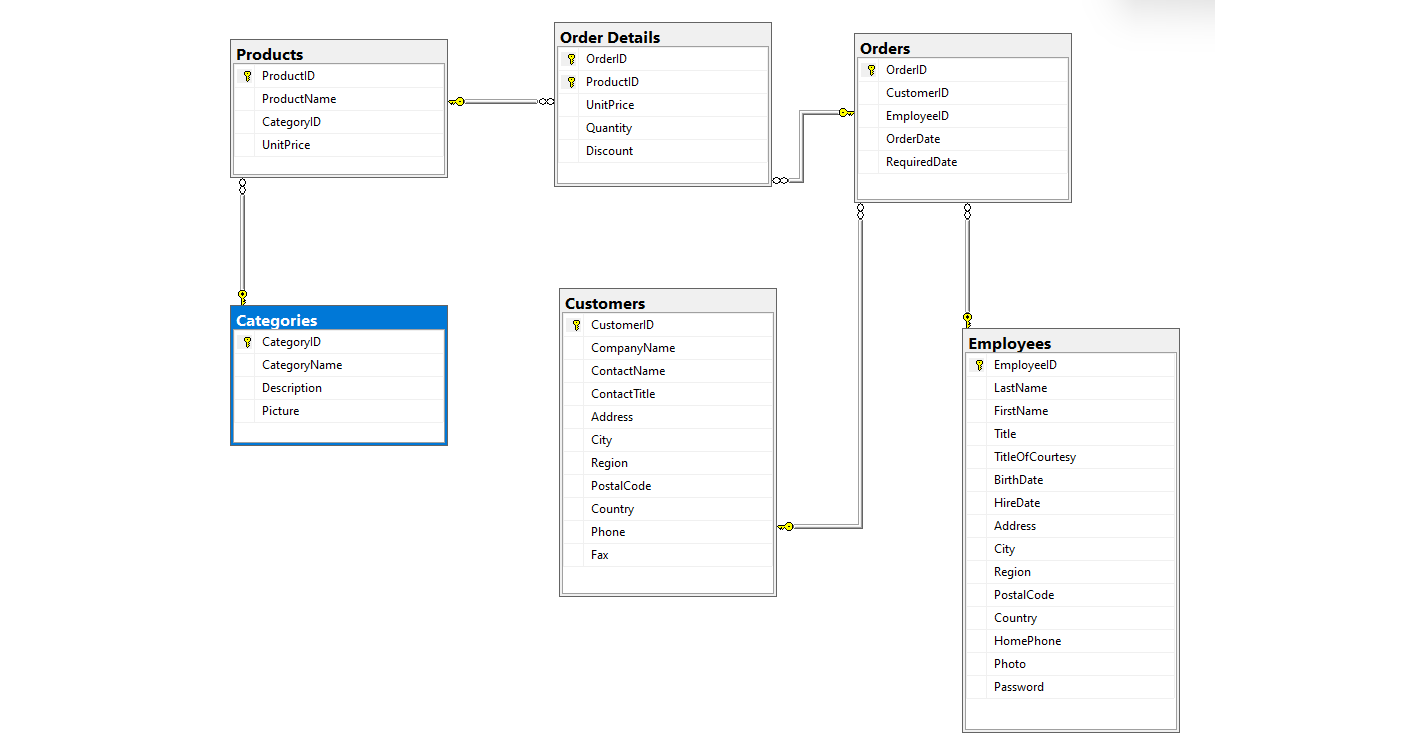 Products
ProductID
ProductName
CategoryID
UnitPrice
Order Details
OrderID
ProductID
UnitPrice
Quantity
Discount
Orders
OrderID
CustomerID
EmployeeID
OrderDate
RequiredDate
Categories
CategoryID
CategoryName
Description
Picture
Customers
CustomerID
CompanyName
ContactName
ContactTitle
Address
City
Region
PostalCode
Country
Phone
Fax
Employees
EmployeeID
LastName
FirstName
Title
TitleOfCourtesy
BirthDate
HireDate
Address
City
Region
PostalCode
Country
HomePhone
Photo
Password